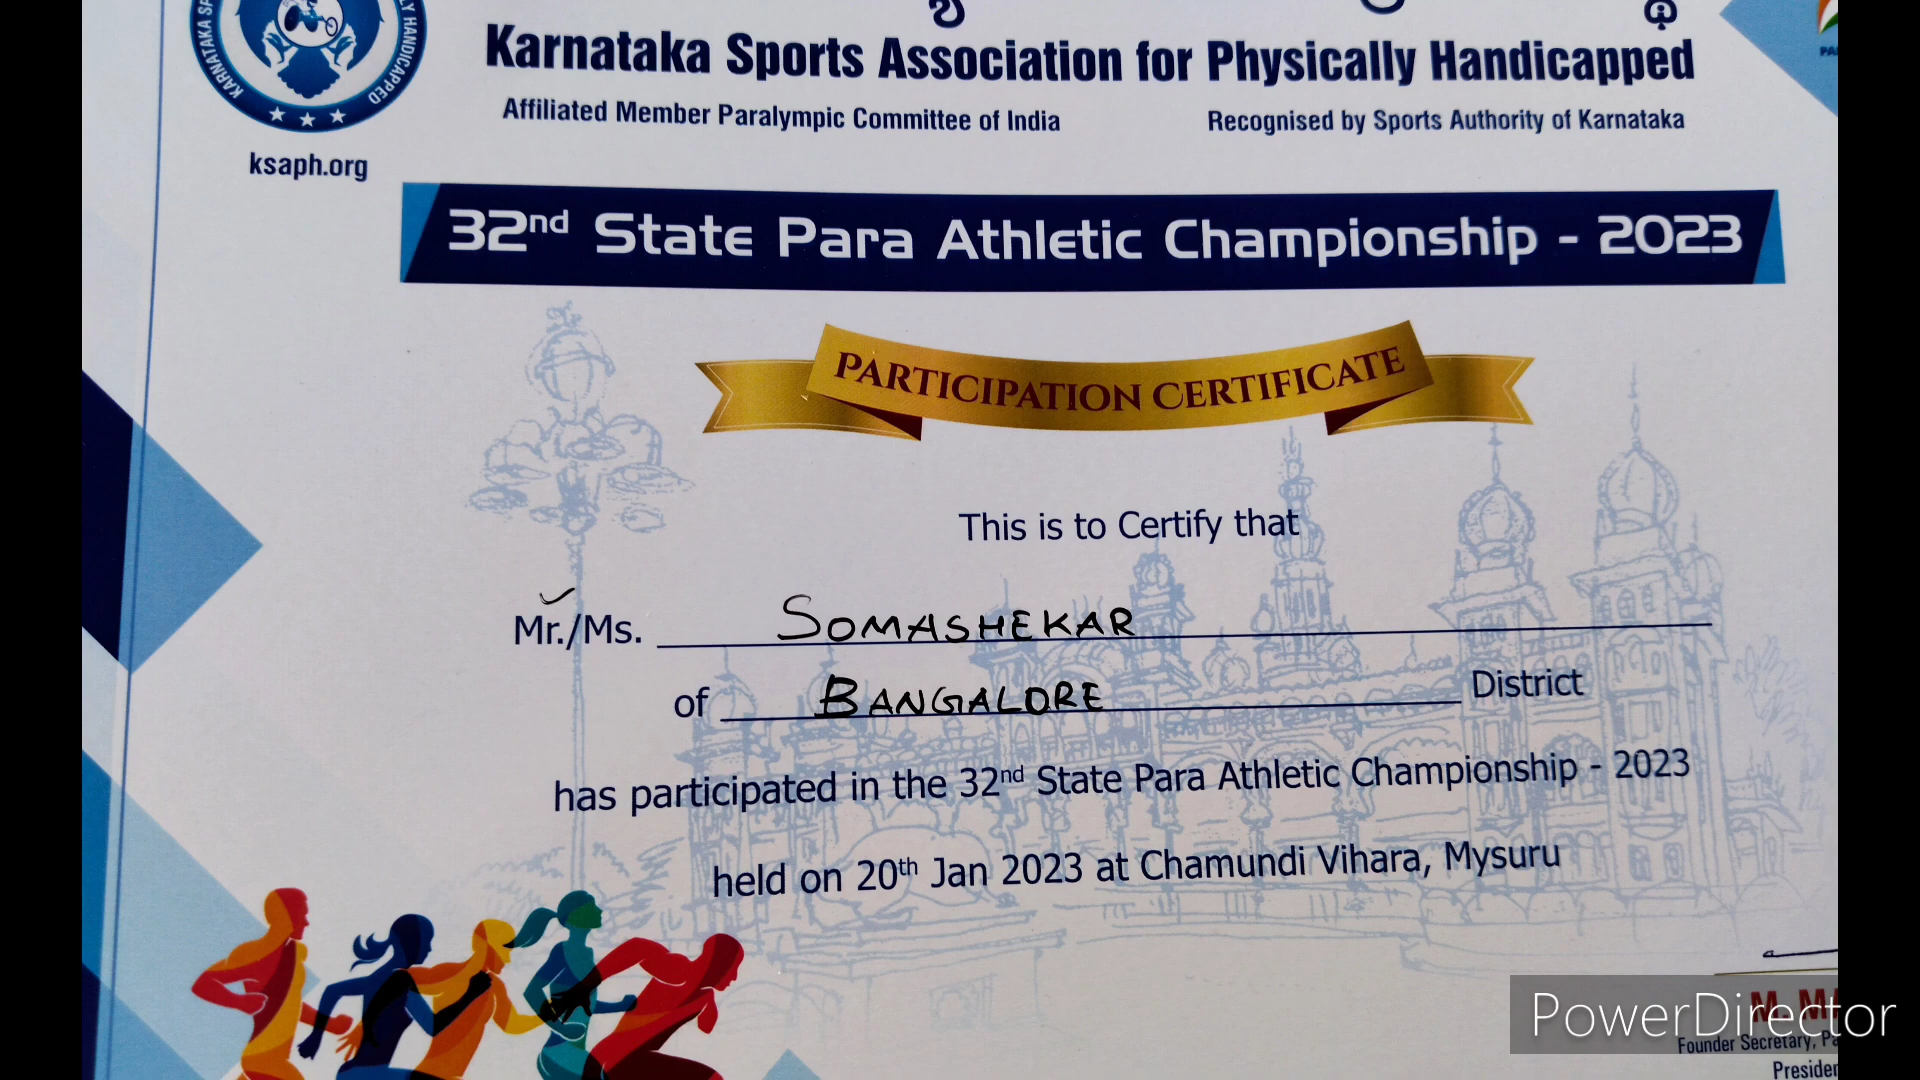 Karnataka Sports Association for Physically Handicapped
Affiliated Member Paralympic Committee of India
Recognised by Sports Authority of Karnataka
KARNATAKA
HANDICAPPED
ksaph.org
32nd State Para Athletic Championship - 2023
PARTICIPATION CERTIFICATE
This is to Certify that
Mr./Ms. SOMASHEKAR
of BANGALORE District
has participated in the 32nd State Para Athletic Championship - 2023
held on 20th Jan 2023 at Chamundi Vihara, Mysuru
PowerDirector
Founder Secretary,